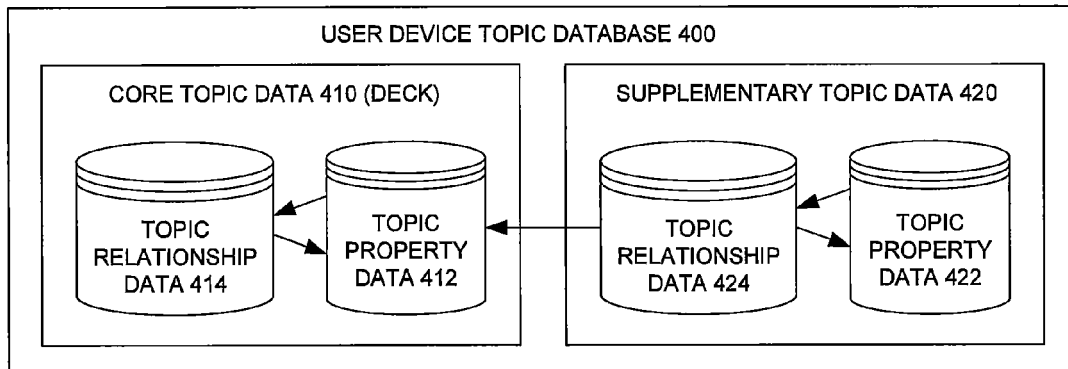 USER DEVICE TOPIC DATABASE 400
CORE TOPIC DATA 410 (DECK)
TOPIC
RELATIONSHIP
DATA 414
TOPIC
PROPERTY
DATA 412
SUPPLEMENTARY TOPIC DATA 420
TOPIC
RELATIONSHIP
DATA 424
TOPIC
PROPERTY
DATA 422